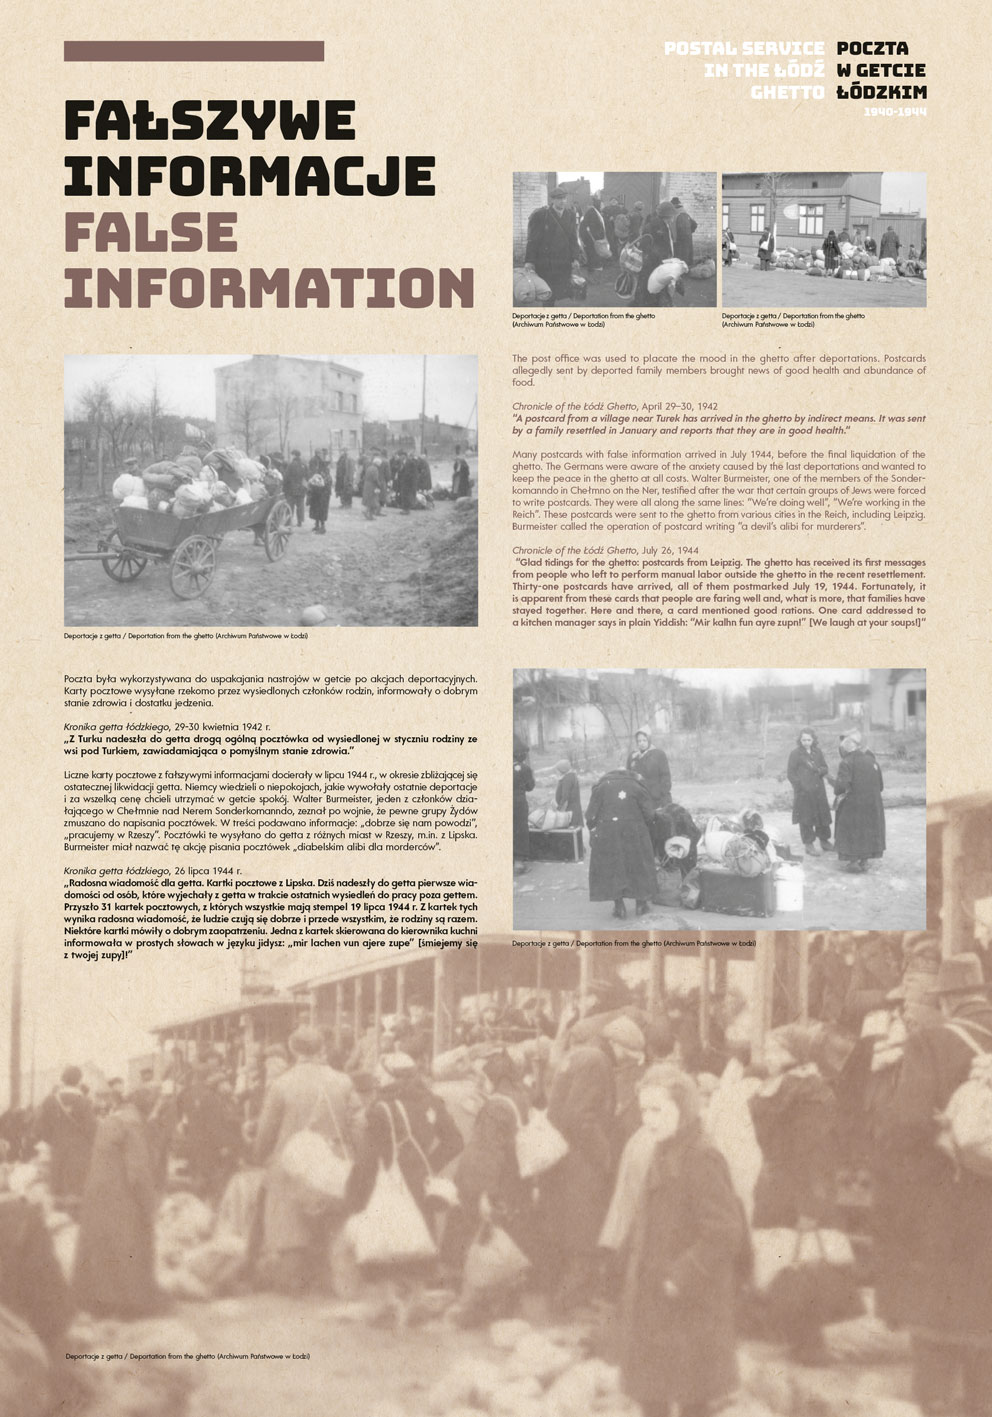 POSTAL SERVICE
IN THE ŁÓDŹ
GHETTO
POCZTA
W GETCIE
ŁÓDZKIM
1940-1944
FAŁSZYWE
INFORMACJE
FALSE
INFORMATION
Deportacje z getta / Deportation from the ghetto
(Archiwum Państwowe w Łodzi)
Deportacje z getta / Deportation from the ghetto
(Archiwum Państwowe w Łodzi)
Deportacje z getta / Deportation from the ghetto (Archiwum Państwowe w Łodzi)
Poczta była wykorzystywana do uspakajania nastrojów w getcie po akcjach deportacyjnych.
Karty pocztowe wysyłane rzekomo przez wysiedlonych członków rodzin, informowały o dobrym
stanie zdrowia i dostatku jedzenia.
Kronika getta łódzkiego, 29-30 kwietnia 1942 r.
„Z Turku nadeszła do getta drogą ogólną pocztówka od wysiedlonej w styczniu rodziny ze
wsi pod Turkiem, zawiadamiająca o pomyślnym stanie zdrowia.”
Liczne karty pocztowe z fałszywymi informacjami docierały w lipcu 1944 r., w okresie zbliżającej się
ostatecznej likwidacji getta. Niemcy wiedzieli o niepokojach, jakie wywołały ostatnie deportacje
i za wszelką cenę chcieli utrzymać w getcie spokój. Walter Burmeister, jeden z członków dzia-
łającego w Chełmnie nad Nerem Sonderkomanndo, zeznał po wojnie, że pewne grupy Żydów
zmuszano do napisania pocztówek. W treści podawano informacje: „dobrze się nam powodzi”,
„pracujemy w Rzeszy”. Pocztówki te wysyłano do getta z różnych miast w Rzeszy, m.in. z Lipska.
Burmeister miał nazwać tę akcję pisania pocztówek „diabelskim alibi dla morderców”.
Kronika getta łódzkiego, 26 lipca 1944 r.
„Radosna wiadomość dla getta. Kartki pocztowe z Lipska. Dziś nadeszły do getta pierwsze wia-
domości od osób, które wyjechały z getta w trakcie ostatnich wysiedleń do pracy poza gettem.
Przyszło 31 kartek pocztowych, z których wszystkie mają stempel 19 lipca 1944 r. Z kartek tych
wynika radosna wiadomość, że ludzie czują się dobrze i przede wszystkim, że rodziny są razem.
Niektóre kartki mówiły o dobrym zaopatrzeniu. Jedna z kartek skierowana do kierownika kuchni
informowała w prostych słowach w języku jidysz: „mir lachen vun ajere zupe” [śmiejemy się
z twojej zupy]!”
The post office was used to placate the mood in the ghetto after deportations. Postcards
allegedly sent by deported family members brought news of good health and abundance of
food.
Chronicle of the Łódź Ghetto, April 29–30, 1942
"A postcard from a village near Turek has arrived in the ghetto by indirect means. It was sent
by a family resettled in January and reports that they are in good health."
Many postcards with false information arrived in July 1944, before the final liquidation of the
ghetto. The Germans were aware of the anxiety caused by the last deportations and wanted to
keep the peace in the ghetto at all costs. Walter Burmeister, one of the members of the Sonder-
komanndo in Chełmno on the Ner, testified after the war that certain groups of Jews were forced
to write postcards. They were all along the same lines: “We’re doing well”, “We’re working in the
Reich”. These postcards were sent to the ghetto from various cities in the Reich, including Leipzig.
Burmeister called the operation of postcard writing “a devil’s alibi for murderers”.
Chronicle of the Łódź Ghetto, July 26, 1944
“Glad tidings for the ghetto: postcards from Leipzig. The ghetto has received its first messages
from people who left to perform manual labor outside the ghetto in the recent resettlement.
Thirty-one postcards have arrived, all of them postmarked July 19, 1944. Fortunately, it
is apparent from these cards that people are faring well and, what is more, that families have
stayed together. Here and there, a card mentioned good rations. One card addressed to
a kitchen manager says in plain Yiddish: “Mir kalhn fun ayre zupn!” [We laugh at your soups!]”
Deportacje z getta / Deportation from the ghetto (Archiwum Państwowe w Łodzi)
Deportacje z getta / Deportation from the ghetto (Archiwum Państwowe w Łodzi)